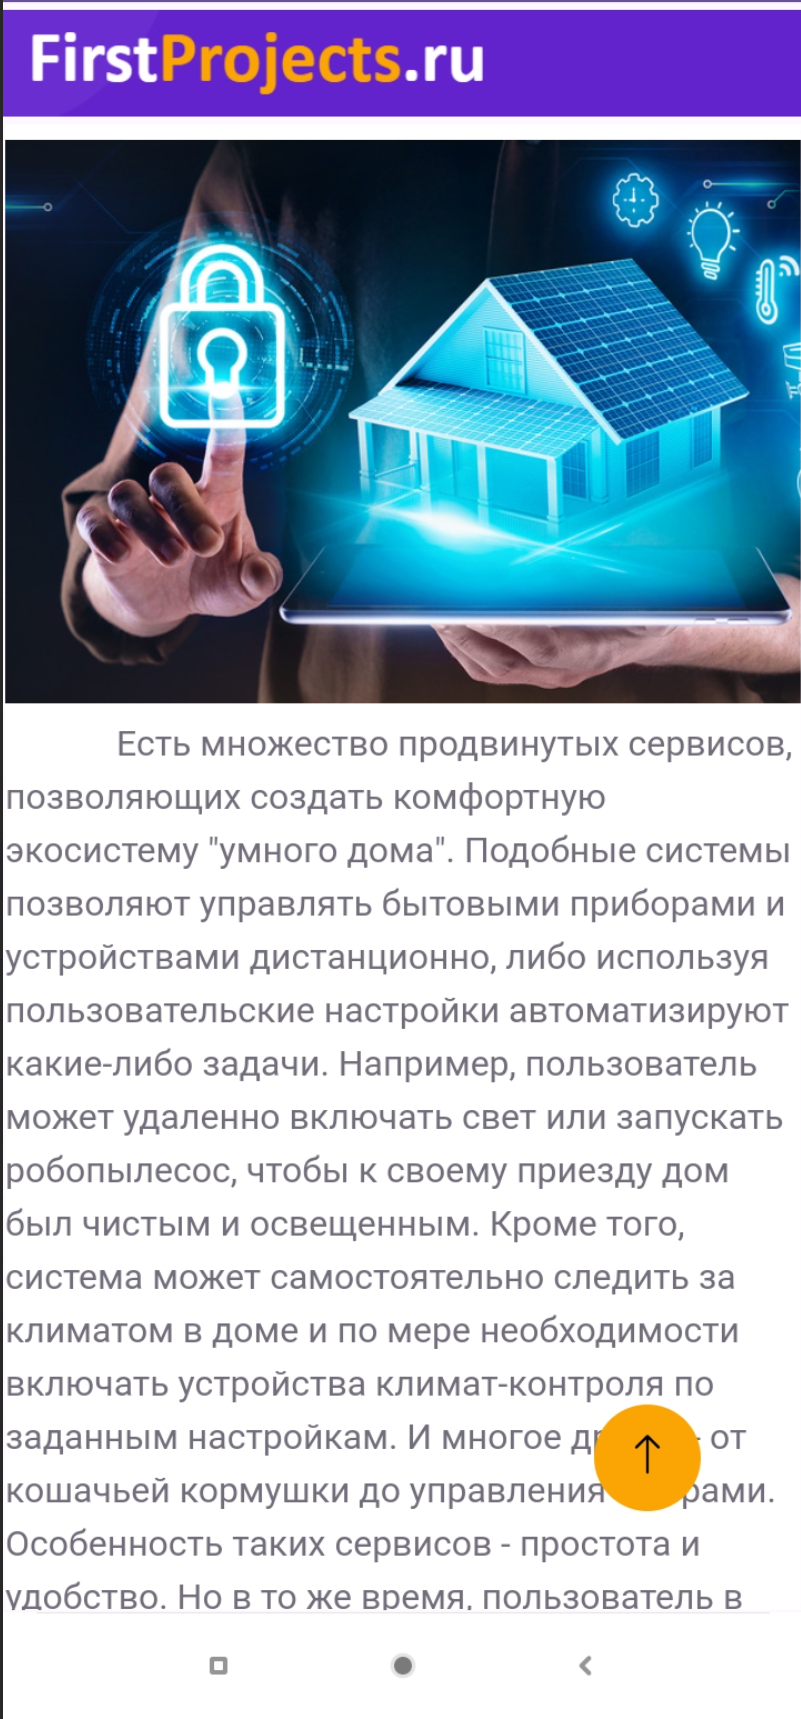 FirstProjects.ru
Есть множество продвинутых сервисов,
позволяющих создать комфортную
экосистему "умного дома". Подобные системы
позволяют управлять бытовыми приборами и
устройствами дистанционно, либо используя
пользовательские настройки автоматизируют
какие-либо задачи. Например, пользователь
может удаленно включать свет или запускать
робопылесос, чтобы к своему приезду дом
был чистым и освещенным. Кроме того,
система может самостоятельно следить за
климатом в доме и по мере необходимости
включать устройства климат-контроля по
заданным настройкам. И многое - от
кошачьей кормушки до управления
Особенность таких сервисов - простота и
удобство. Но в то же время, пользователь в